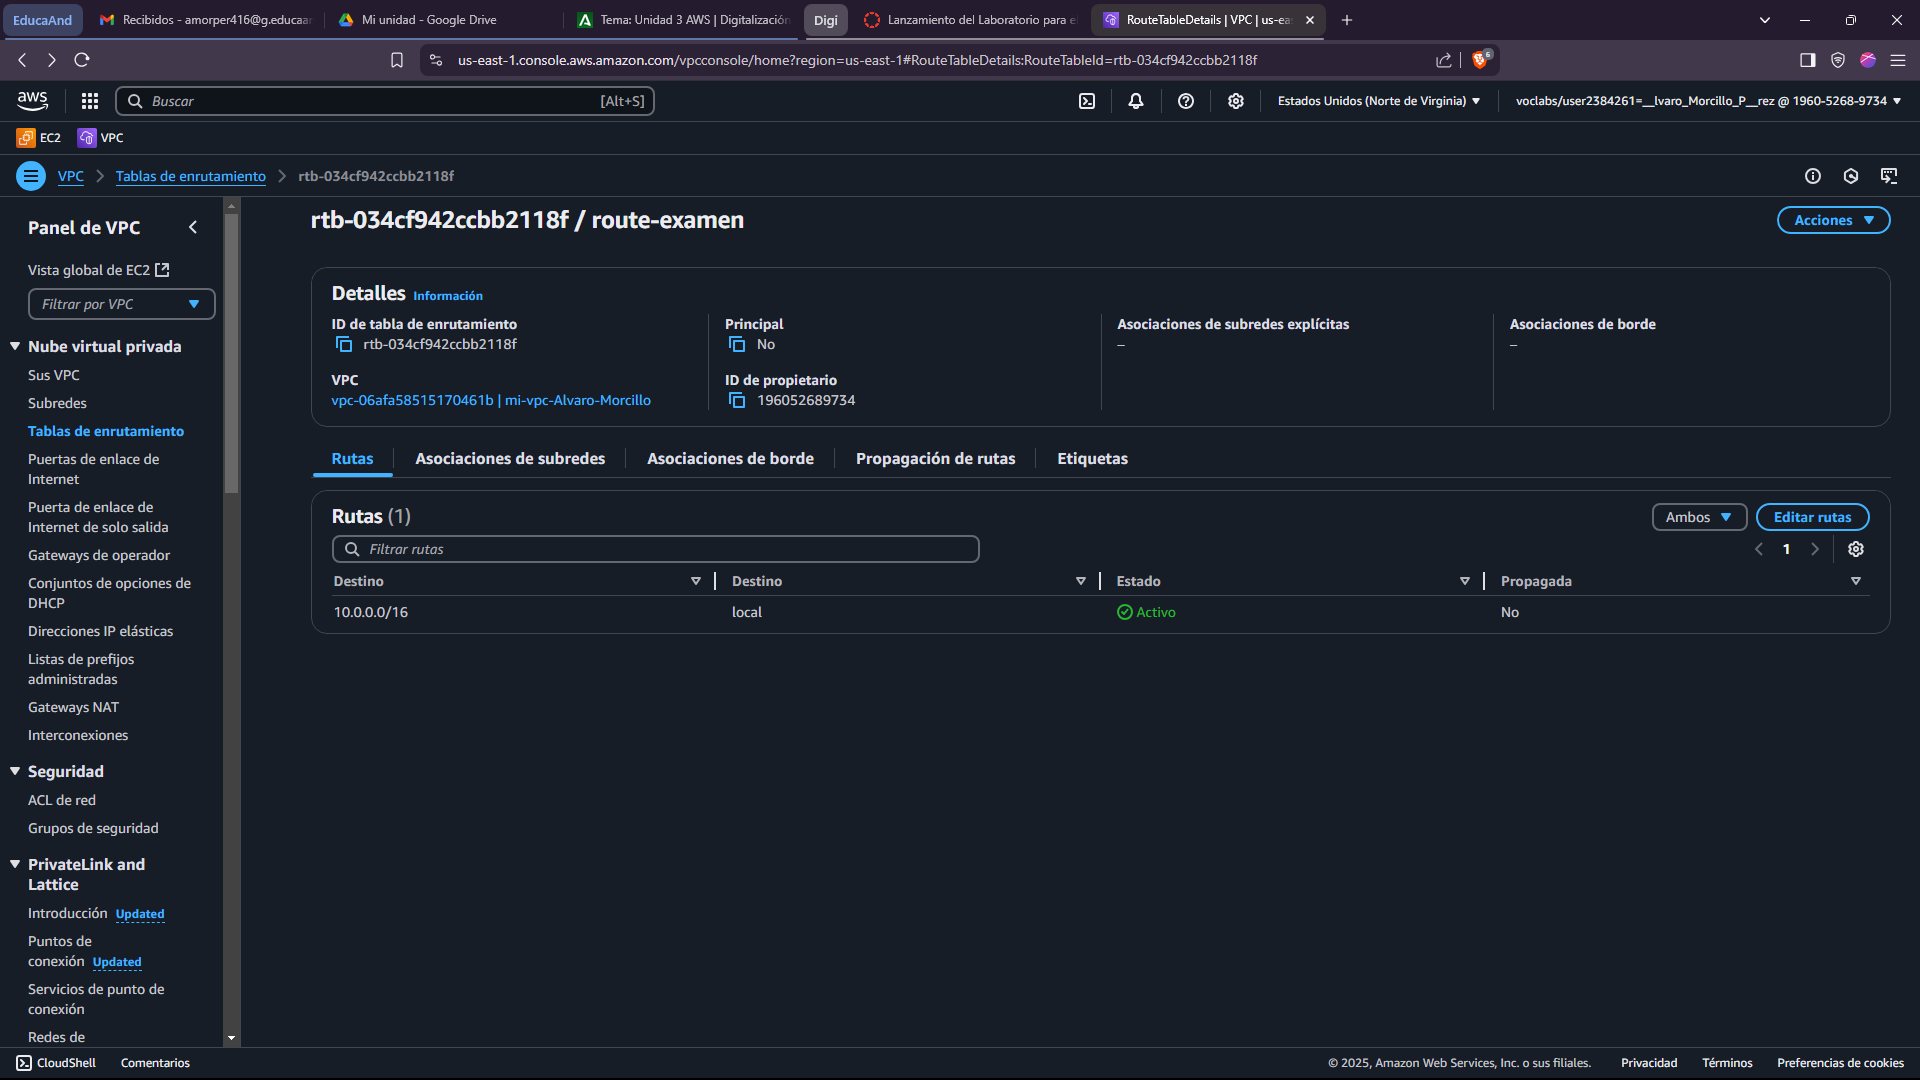 EducaAnd
Recibidos - amorper416@g.educaan
Mi unidad - Google Drive
Tema: Unidad 3 AWS | Digitalización
Digi
Lanzamiento del Laboratorio para e
RouteTableDetails | VPC | us-ea
us-east-1.console.aws.amazon.com/vpcconsole/home?region=us-east-1#RouteTableDetails:RouteTableId=rtb-034cf942ccbb2118f
6
aws
Buscar
[Alt+S]
Estados Unidos (Norte de Virginia)
voclabs/user2384261=__lvaro_Morcillo_P__rez @ 1960-5268-9734
EC2
VPC
VPC
Tablas de enrutamiento
rtb-034cf942ccbb2118f
Panel de VPC
Vista global de EC2
Filtrar por VPC
Nube virtual privada
Sus VPC
Subredes
Tablas de enrutamiento
Puertas de enlace de
Internet
Puerta de enlace de
Internet de solo salida
Gateways de operador
Conjuntos de opciones de
DHCP
Direcciones IP elásticas
Listas de prefijos
administradas
Gateways NAT
Interconexiones
Seguridad
ACL de red
Grupos de seguridad
PrivateLink and
Lattice
Introducción Updated
Puntos de
conexión Updated
Servicios de punto de
conexión
Redes de
rtb-034cf942ccbb2118f / route-examen
Acciones
Detalles Información
ID de tabla de enrutamiento
rtb-034cf942ccbb2118f
Principal
No
Asociaciones de subredes explícitas
–
Asociaciones de borde
–
VPC
vpc-06afa58515170461b | mi-vpc-Alvaro-Morcillo
ID de propietario
196052689734
Rutas
Asociaciones de subredes
Asociaciones de borde
Propagación de rutas
Etiquetas
Rutas (1)
Ambos
Editar rutas
Filtrar rutas
1
Destino
Destino
Estado
Propagada
10.0.0.0/16
local
Activo
No
CloudShell
Comentarios
© 2025, Amazon Web Services, Inc. o sus filiales.
Privacidad
Términos
Preferencias de cookies